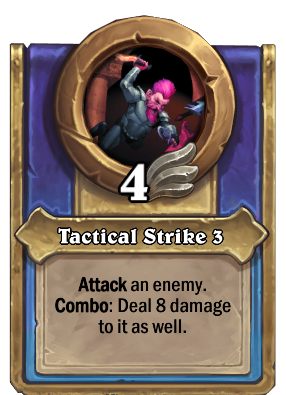 4
Tactical Strike 3
Attack an enemy.
Combo: Deal 8 damage
to it as well.